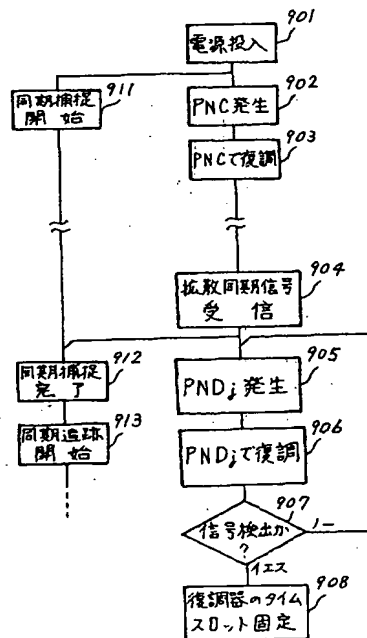 901
電源投入
911
同期捕捉
開始
902
PNC発生
903
PNCで復調
904
拡散同期信号
受信
912
同期捕捉
完了
905
PNDj発生
913
同期追跡
開始
906
PNDjで復調
907
信号検出か
?
ノー
イエス
908
復調器のタイム
スロット固定